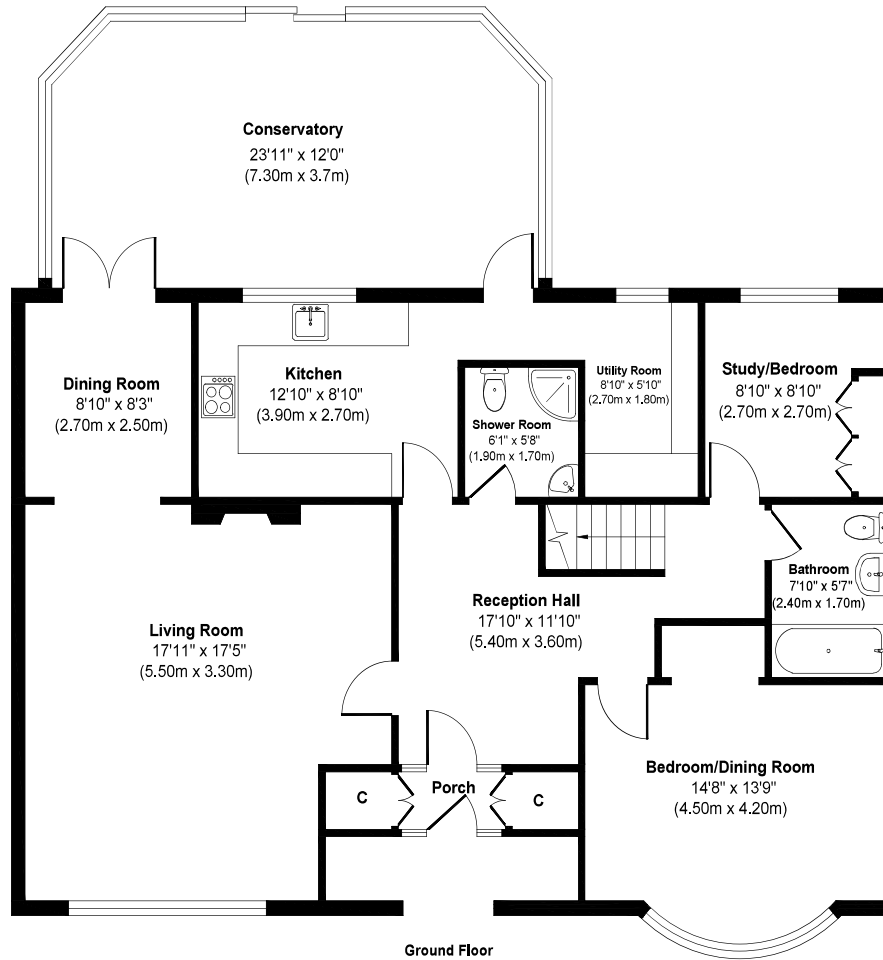 Conservatory
23'11" x 12'0"
(7.30m x 3.7m)
Dining Room
8'10" x 8'3"
(2.70m x 2.50m)
Kitchen
12'10" x 8'10"
(3.90m x 2.70m)
Shower Room
6'1" x 5'8"
(1.90m x 1.70m)
Utility Room
8'10" x 5'10"
(2.70m x 1.80m)
Study/Bedroom
8'10" x 8'10"
(2.70m x 2.70m)
Bathroom
7'10" x 5'7"
(2.40m x 1.70m)
Reception Hall
17'10" x 11'10"
(5.40m x 3.60m)
Living Room
17'11" x 17'5"
(5.50m x 3.30m)
Bedroom/Dining Room
14'8" x 13'9"
(4.50m x 4.20m)
C
Porch
C
Ground Floor